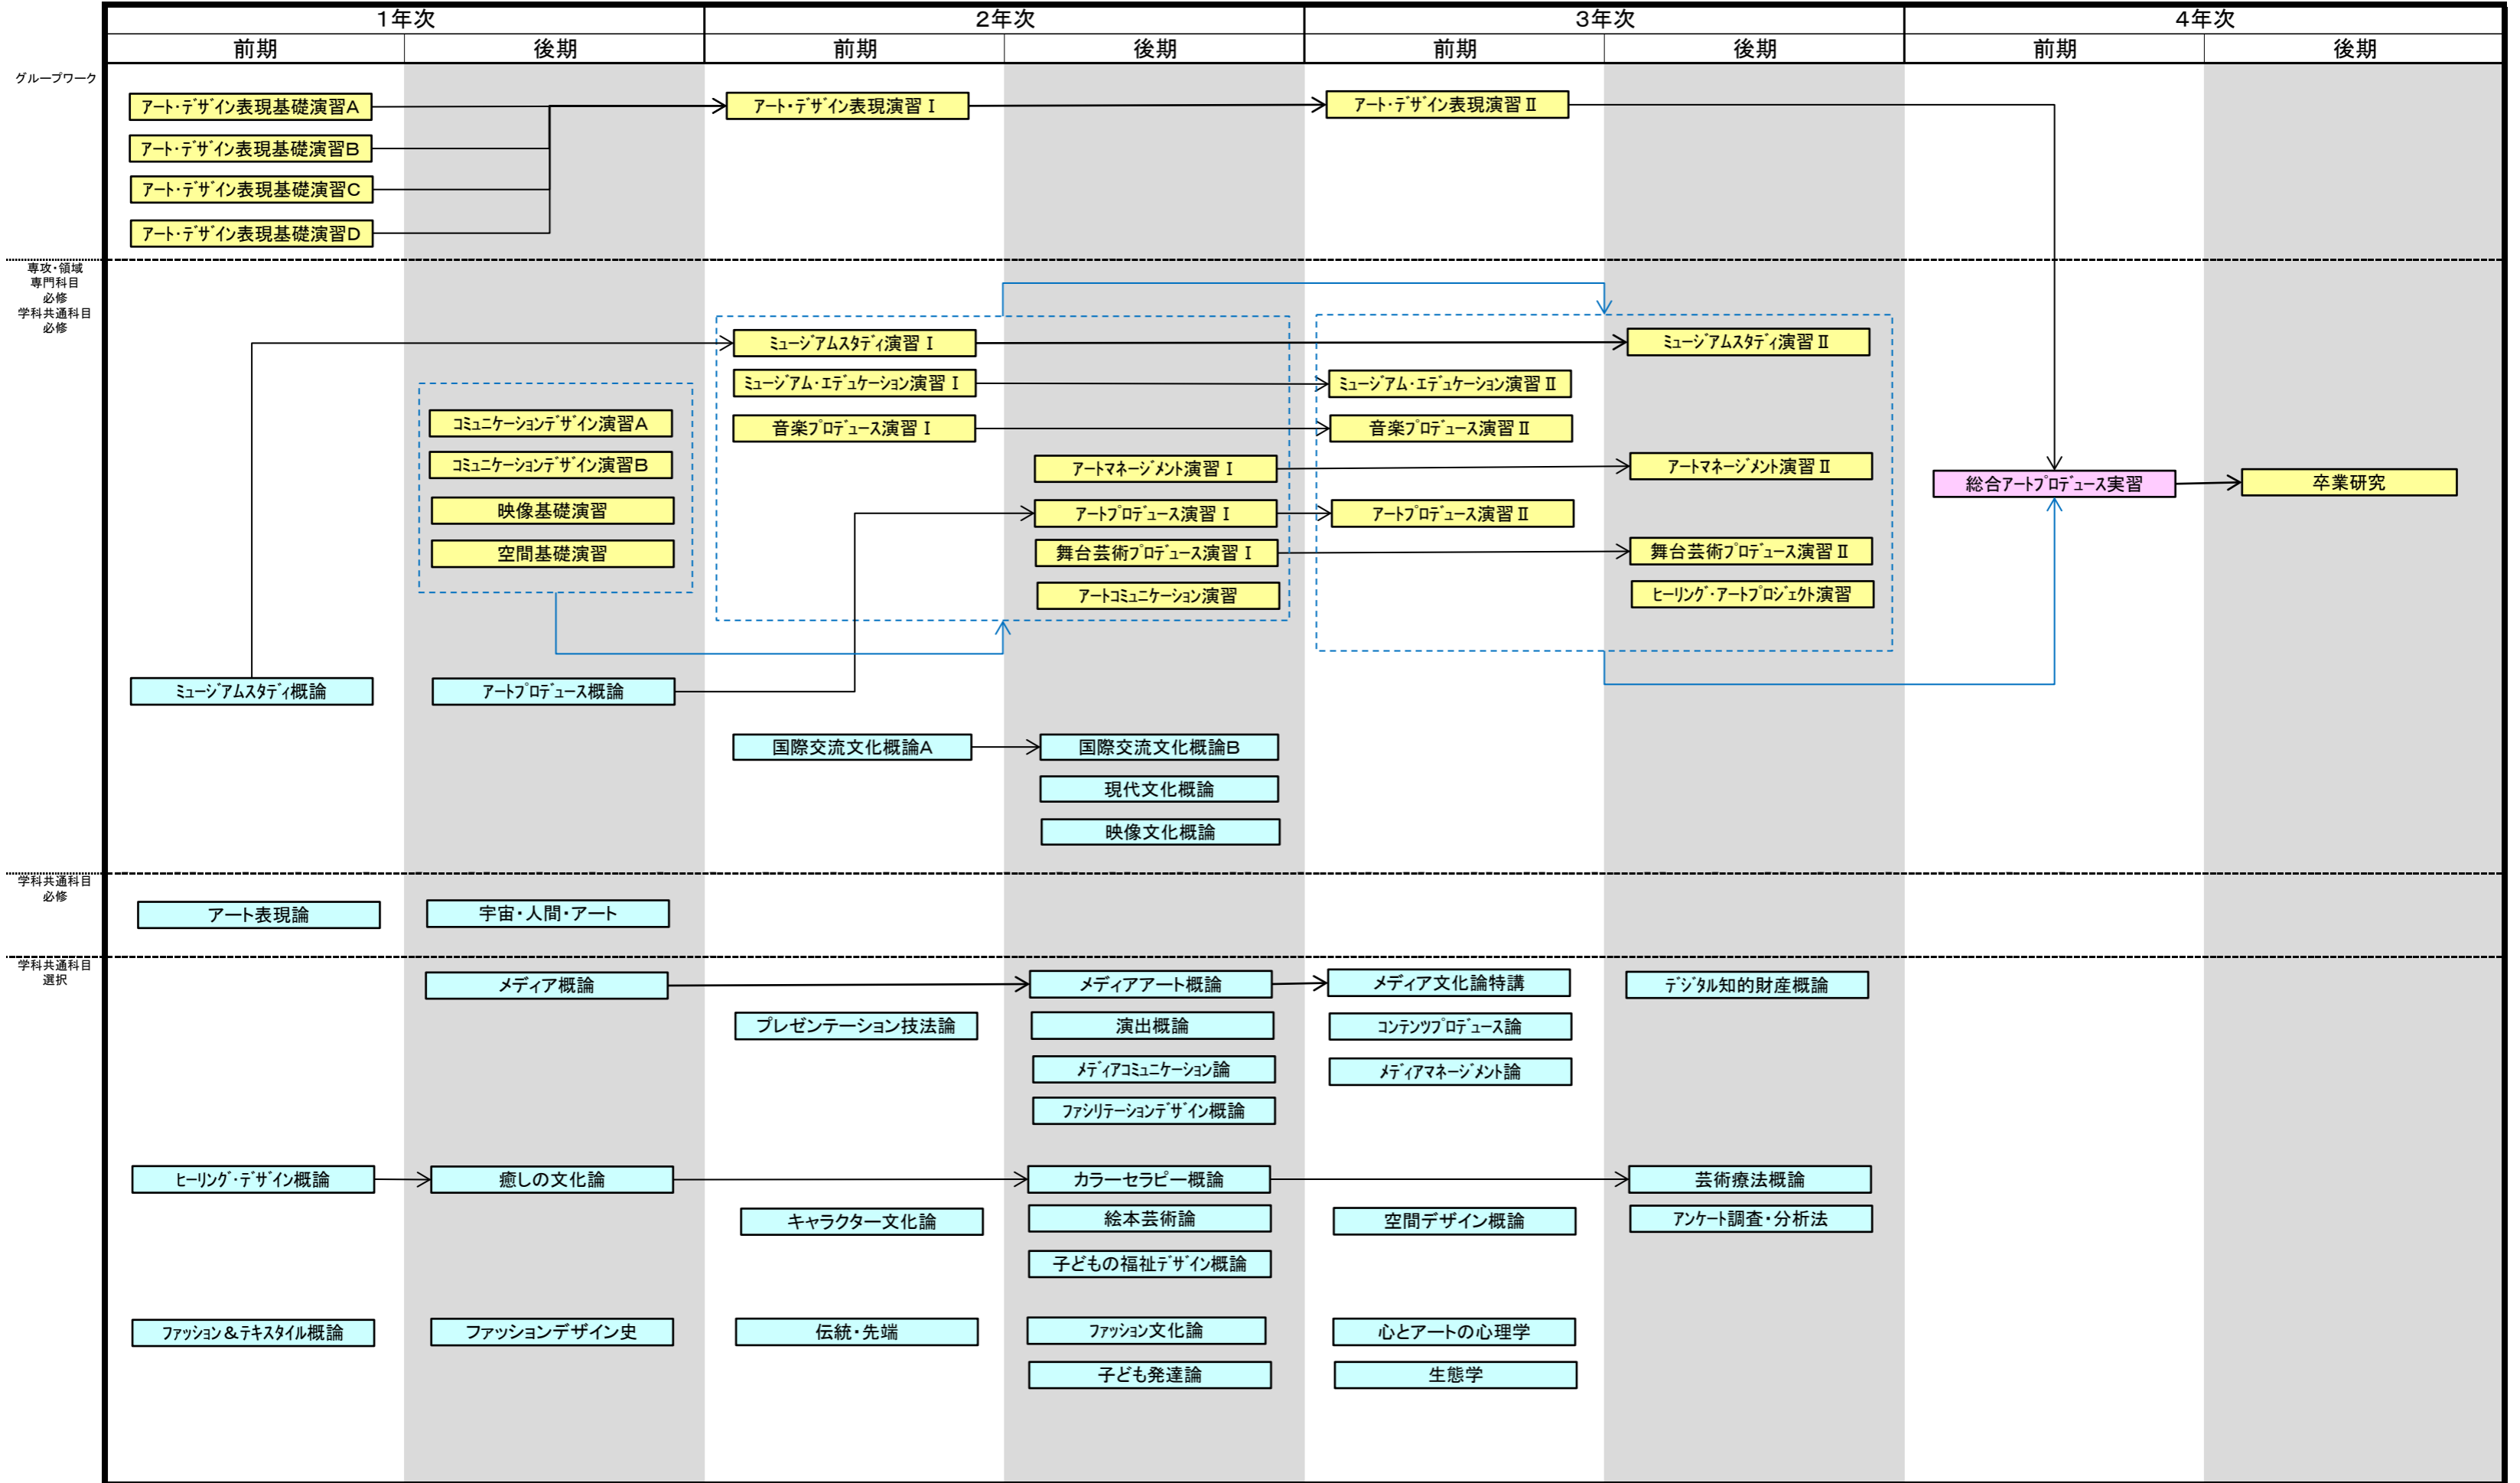 1年次
2年次
3年次
4年次
前期
後期
前期
後期
前期
後期
前期
後期
グループワーク
アート・デザイン表現基礎演習A
アート・デザイン表現演習Ⅰ
アート・デザイン表現演習Ⅱ
アート・デザイン表現基礎演習B
アート・デザイン表現基礎演習C
アート・デザイン表現基礎演習D
専攻・領域
専門科目
必修
学科共通科目
必修
ミュージアムスタディ演習Ⅰ
ミュージアムスタディ演習Ⅱ
ミュージアム・エデュケーション演習Ⅰ
ミュージアム・エデュケーション演習Ⅱ
コミュニケーションデザイン演習A
音楽プロデュース演習Ⅰ
音楽プロデュース演習Ⅱ
コミュニケーションデザイン演習B
アートマネージメント演習Ⅰ
アートマネージメント演習Ⅱ
総合アートプロデュース実習
卒業研究
映像基礎演習
アートプロデュース演習Ⅰ
アートプロデュース演習Ⅱ
空間基礎演習
舞台芸術プロデュース演習Ⅰ
舞台芸術プロデュース演習Ⅱ
アートコミュニケーション演習
ヒーリング・アートプロジェクト演習
ミュージアムスタディ概論
アートプロデュース概論
国際交流文化概論A
国際交流文化概論B
現代文化概論
映像文化概論
学科共通科目
必修
アート表現論
宇宙・人間・アート
学科共通科目
選択
メディア概論
メディアアート概論
メディア文化論特講
デジタル知的財産概論
プレゼンテーション技法論
演出概論
コンテンツプロデュース論
メディアコミュニケーション論
メディアマネージメント論
ファシリテーションデザイン概論
ヒーリング・デザイン概論
癒しの文化論
カラーセラピー概論
芸術療法概論
キャラクター文化論
絵本芸術論
空間デザイン概論
アンケート調査・分析法
子どもの福祉デザイン概論
ファッション&テキスタイル概論
ファッションデザイン史
伝統・先端
ファッション文化論
心とアートの心理学
子ども発達論
生態学